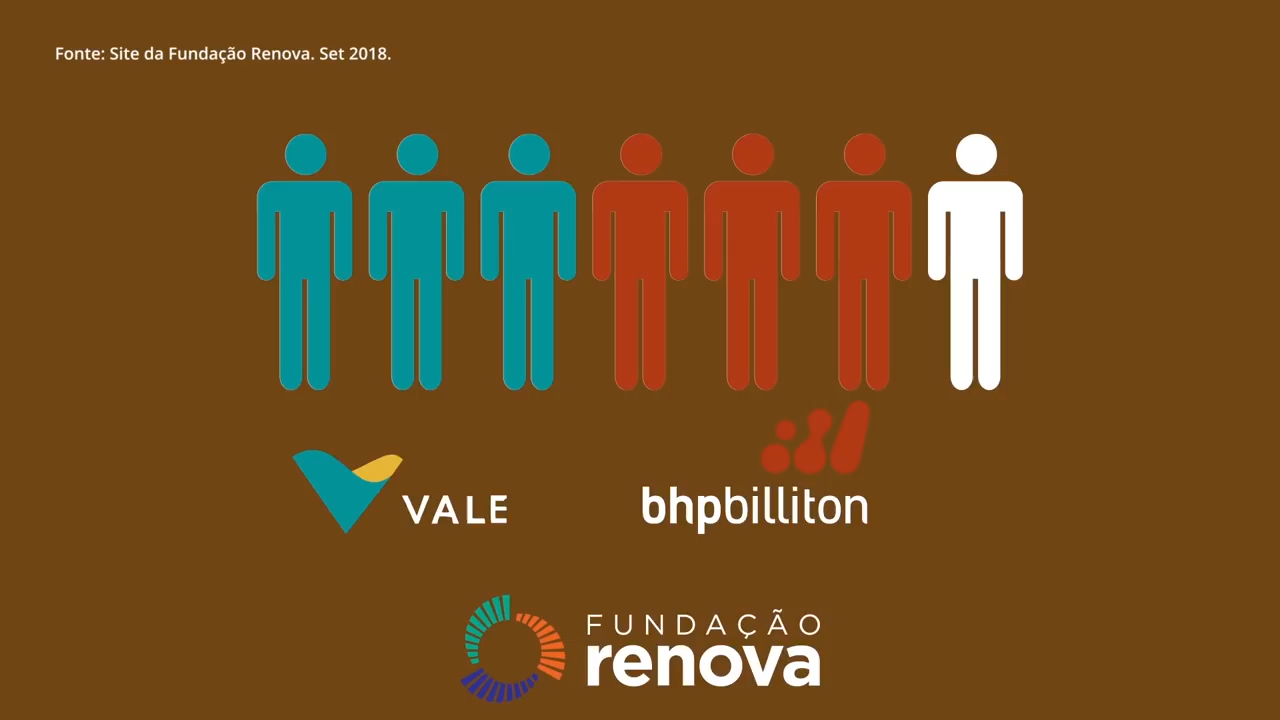 Fonte: Site da Fundação Renova. Set 2018.
VALE
bhpbilliton
FUNDAÇÃO
renova